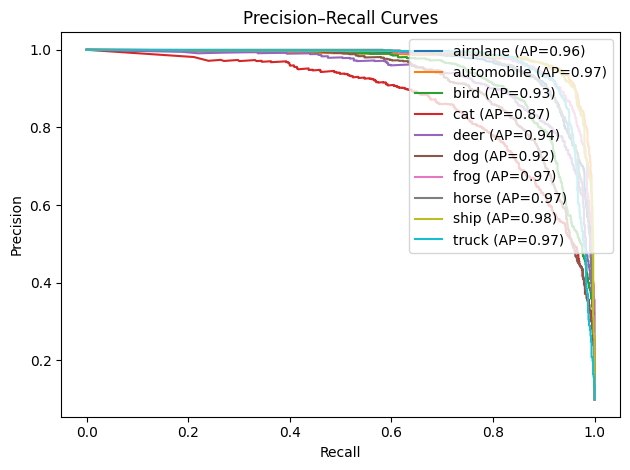 Precision–Recall Curves
Precision
1.0
0.8
0.6
0.4
0.2
airplane (AP=0.96)
automobile (AP=0.97)
bird (AP=0.93)
cat (AP=0.87)
deer (AP=0.94)
dog (AP=0.92)
frog (AP=0.97)
horse (AP=0.97)
ship (AP=0.98)
truck (AP=0.97)
0.0 0.2 0.4 0.6 0.8 1.0
Recall